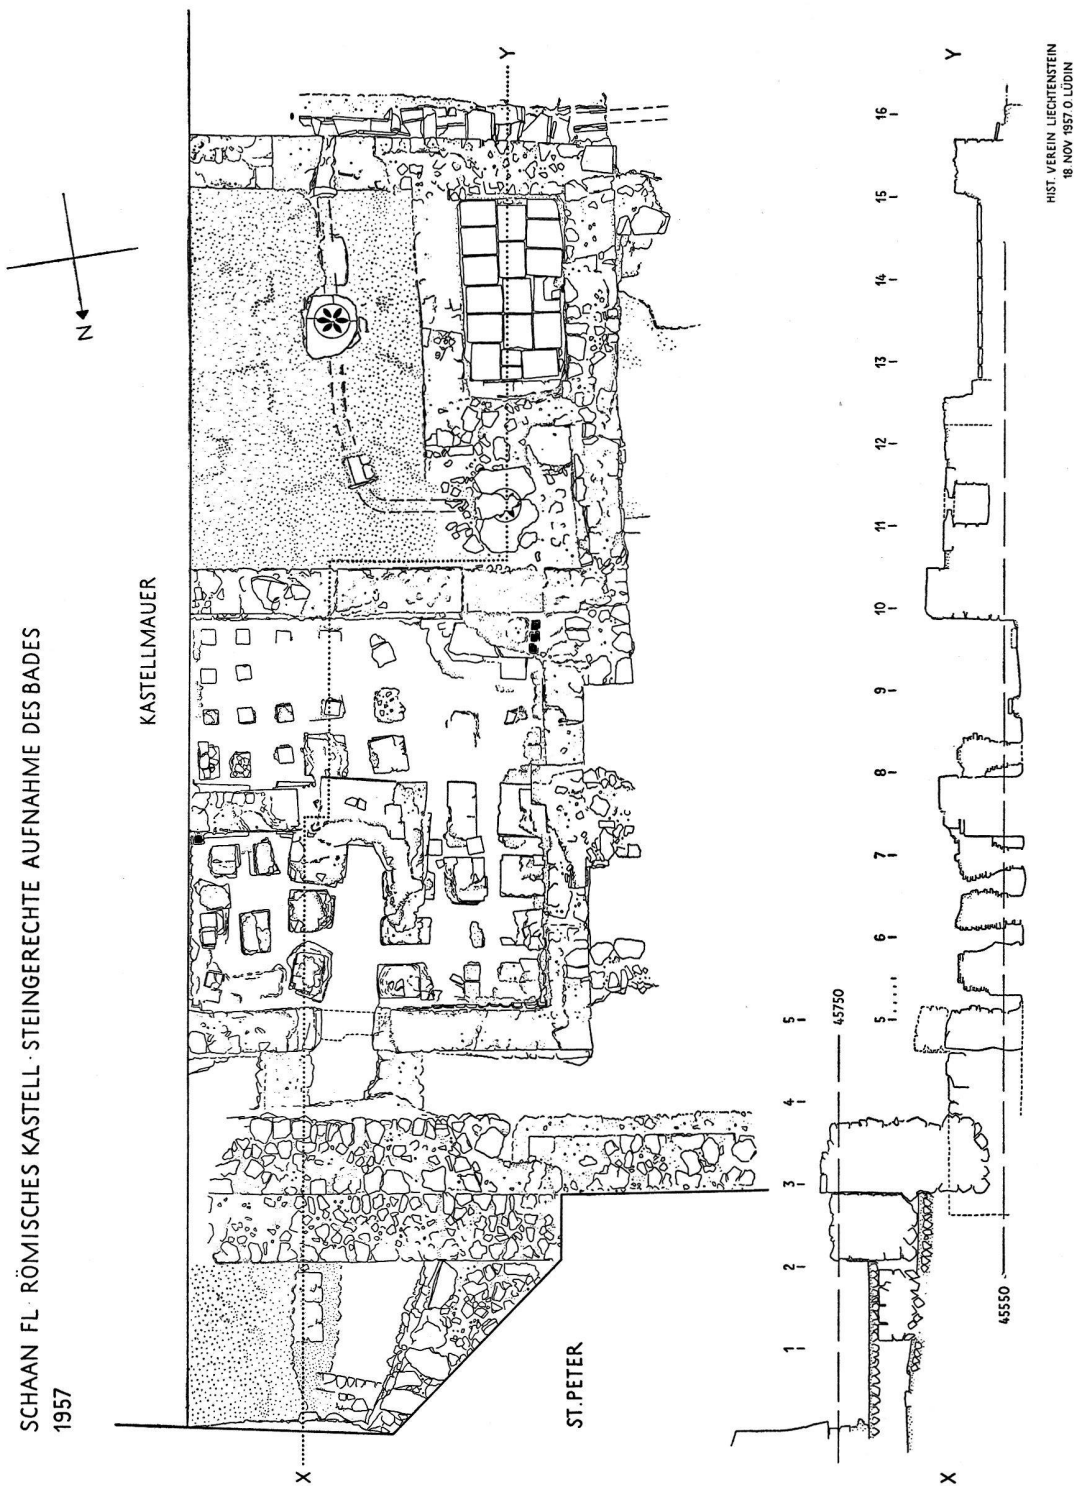 SCHAAN FL · RÖMISCHES KASTELL · STEINGERECHTE AUFNAHME DES BADES
1957
KASTELLMAUER
N
ST. PETER
X
Y
1 2 3 4 5
45750
5 6 7 8 9 10 11 12 13 14 15 16
45550
X
Y
HIST. VEREIN LIECHTENSTEIN
18. NOV 1957. O. LÜDIN